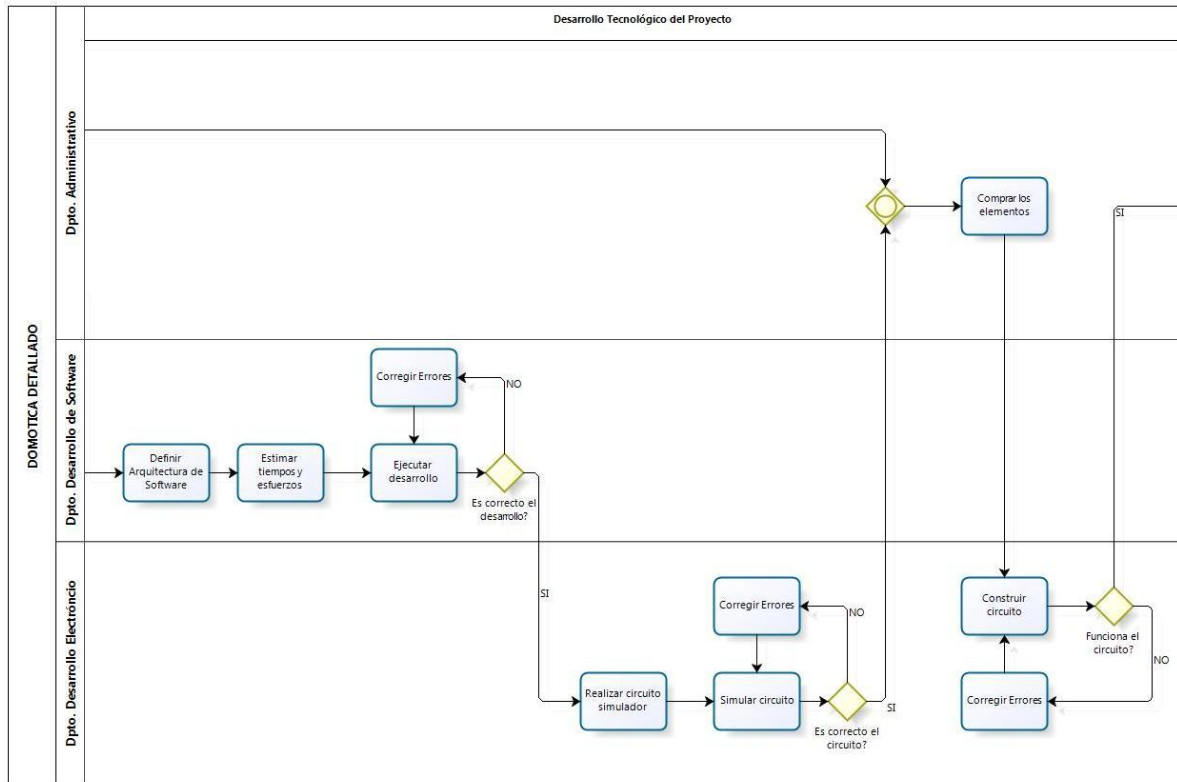 Desarrollo Tecnológico del Proyecto
DOMOTICA DETALLADO
Dpto. Administrativo
Comprar los
elementos
SI
Dpto. Desarrollo de Software
Corregir Errores
NO
Definir
Arquitectura de
Software
Estimar
tiempos y
esfuerzos
Ejecutar
desarrollo
Es correcto el
desarrollo?
Dpto. Desarrollo Electróncio
SI
Corregir Errores
NO
Realizar circuito
simulador
Simular circuito
Es correcto el
circuito?
SI
Construir
circuito
Funciona el
circuito?
NO
Corregir Errores